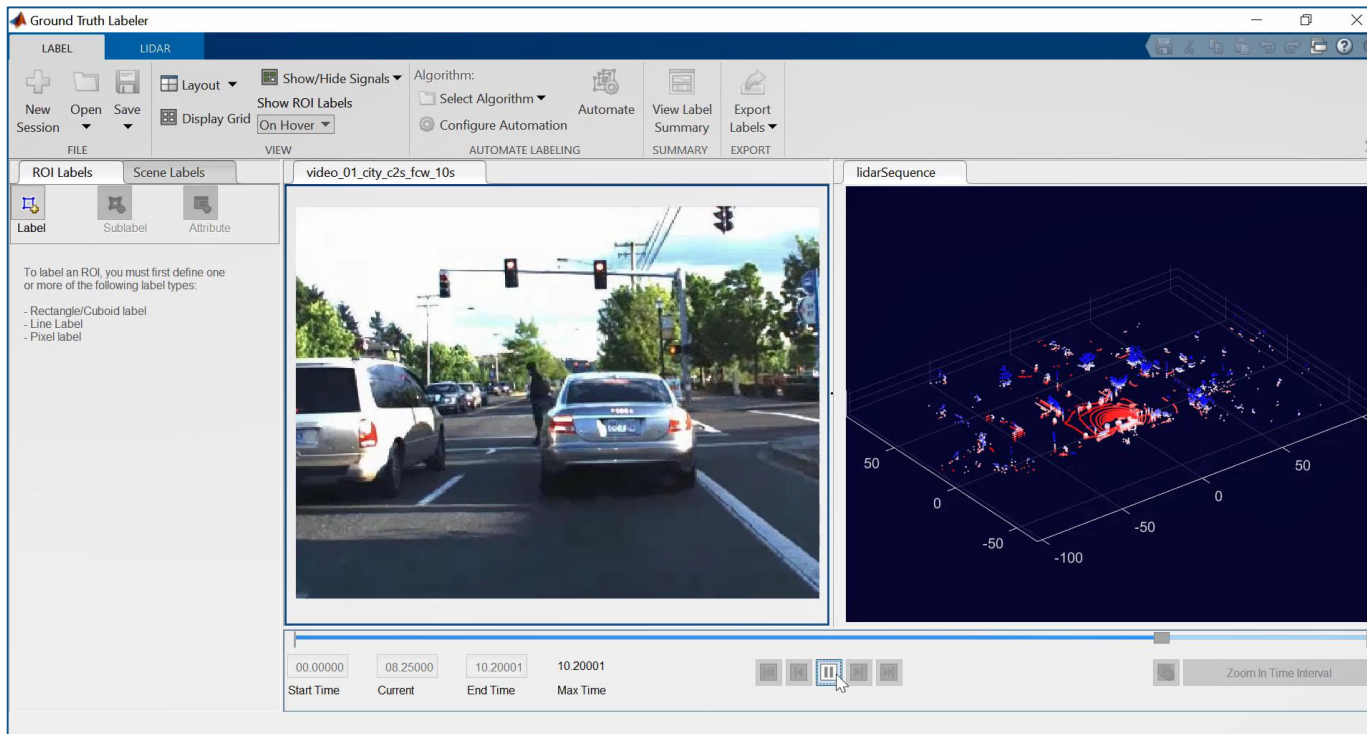 Ground Truth Labeler
LABEL
LIDAR
New Session
Open
Save
FILE
Layout
Display Grid
Show/Hide Signals
Show ROI Labels
On Hover
VIEW
Algorithm:
Select Algorithm
Configure Automation
Automate
AUTOMATE LABELING
View Label Summary
SUMMARY
Export Labels
EXPORT
ROI Labels
Scene Labels
Label
Sublabel
Attribute
To label an ROI, you must first define one
or more of the following label types:
- Rectangle/Cuboid label
- Line Label
- Pixel label
video_01_city_c2s_fcw_10s
lidarSequence
50
0
-50
-100
-50
0
50
00.00000
08.25000
10.20001
10.20001
Start Time
Current
End Time
Max Time
Zoom In Time Interval